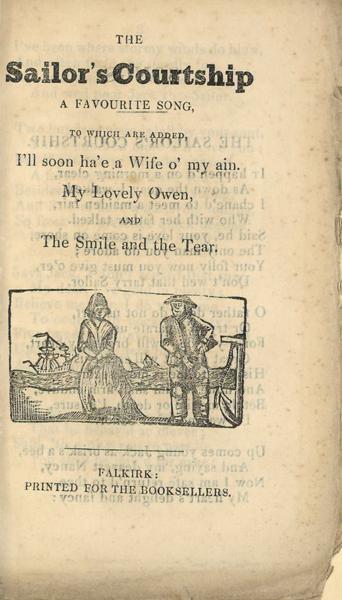 THE
Sailor's Courtship
A FAVOURITE SONG,
TO WHICH ARE ADDED,
I'll soon ha'e a Wife o' my ain.
My Lovely Owen,
AND
The Smile and the Tear.
FALKIRK:
PRINTED FOR THE BOOKSELLERS.